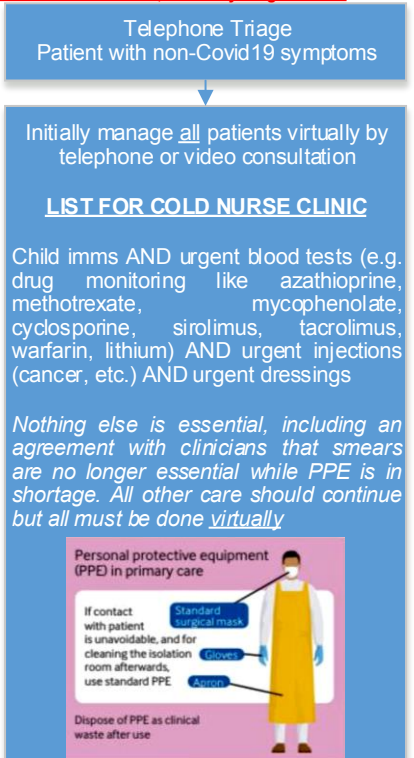 Telephone Triage
Patient with non-Covid19 symptoms
Initially manage all patients virtually by
telephone or video consultation
LIST FOR COLD NURSE CLINIC
Child imms AND urgent blood tests (e.g.
drug monitoring like azathioprine,
methotrexate, mycophenolate,
cyclosporine, sirolimus, tacrolimus,
warfarin, lithium) AND urgent injections
(cancer, etc.) AND urgent dressings
Nothing else is essential, including an
agreement with clinicians that smears
are no longer essential while PPE is in
shortage. All other care should continue
but all must be done virtually
Personal protective equipment
(PPE) in primary care
If contact
with patient
is unavoidable, and for
cleaning the isolation
room afterwards,
use standard PPE
Standard
surgical mask
Gloves
Apron
Dispose of PPE as clinical
waste after use